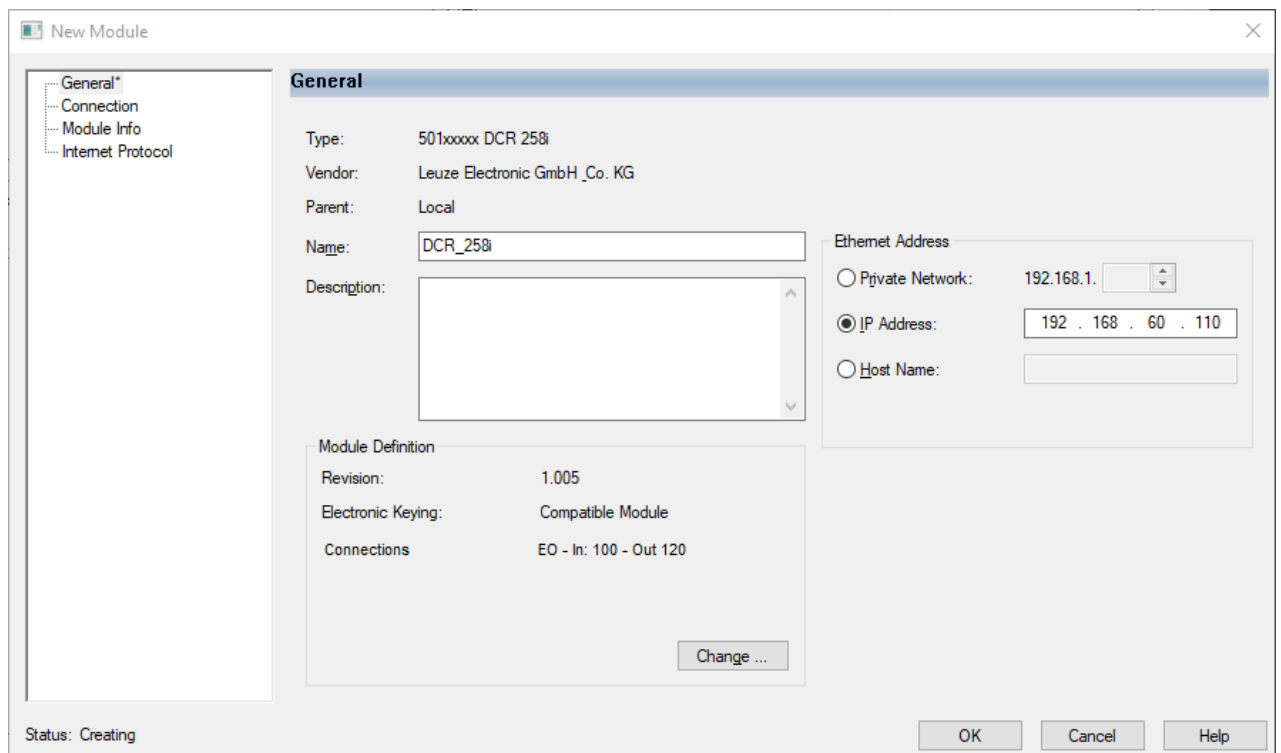 New Module
General*
Connection
Module Info
Internet Protocol
General
Type: 501xxxxx DCR 258i
Vendor: Leuze Electronic GmbH _Co. KG
Parent: Local
Name: DCR_258i
Description:
Ethernet Address
Private Network: 192.168.1.
IP Address: 192 . 168 . 60 . 110
Host Name:
Module Definition
Revision: 1.005
Electronic Keying: Compatible Module
Connections EO - In: 100 - Out 120
Change ...
Status: Creating
OK Cancel Help